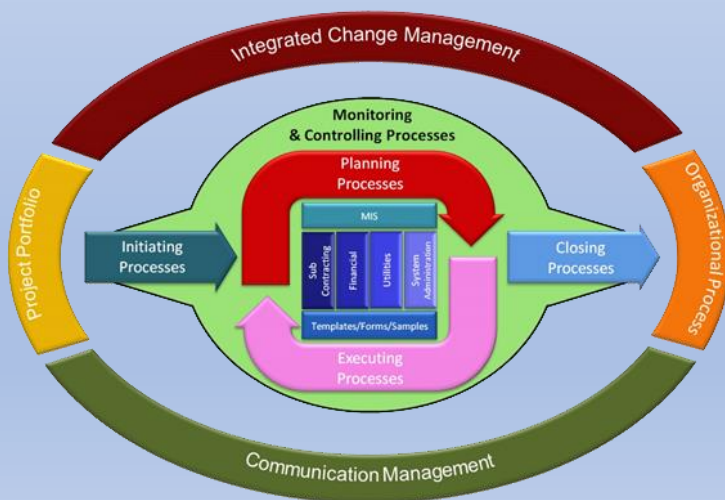 Integrated Change Management
Monitoring
& Controlling Processes
Planning
Processes
Project Portfolio
Initiating
Processes
MIS
Sub
Contracting
Financial
Utilities
System
Administration
Templates/Forms/Samples
Closing
Processes
Organizational Process
Executing
Processes
Communication Management